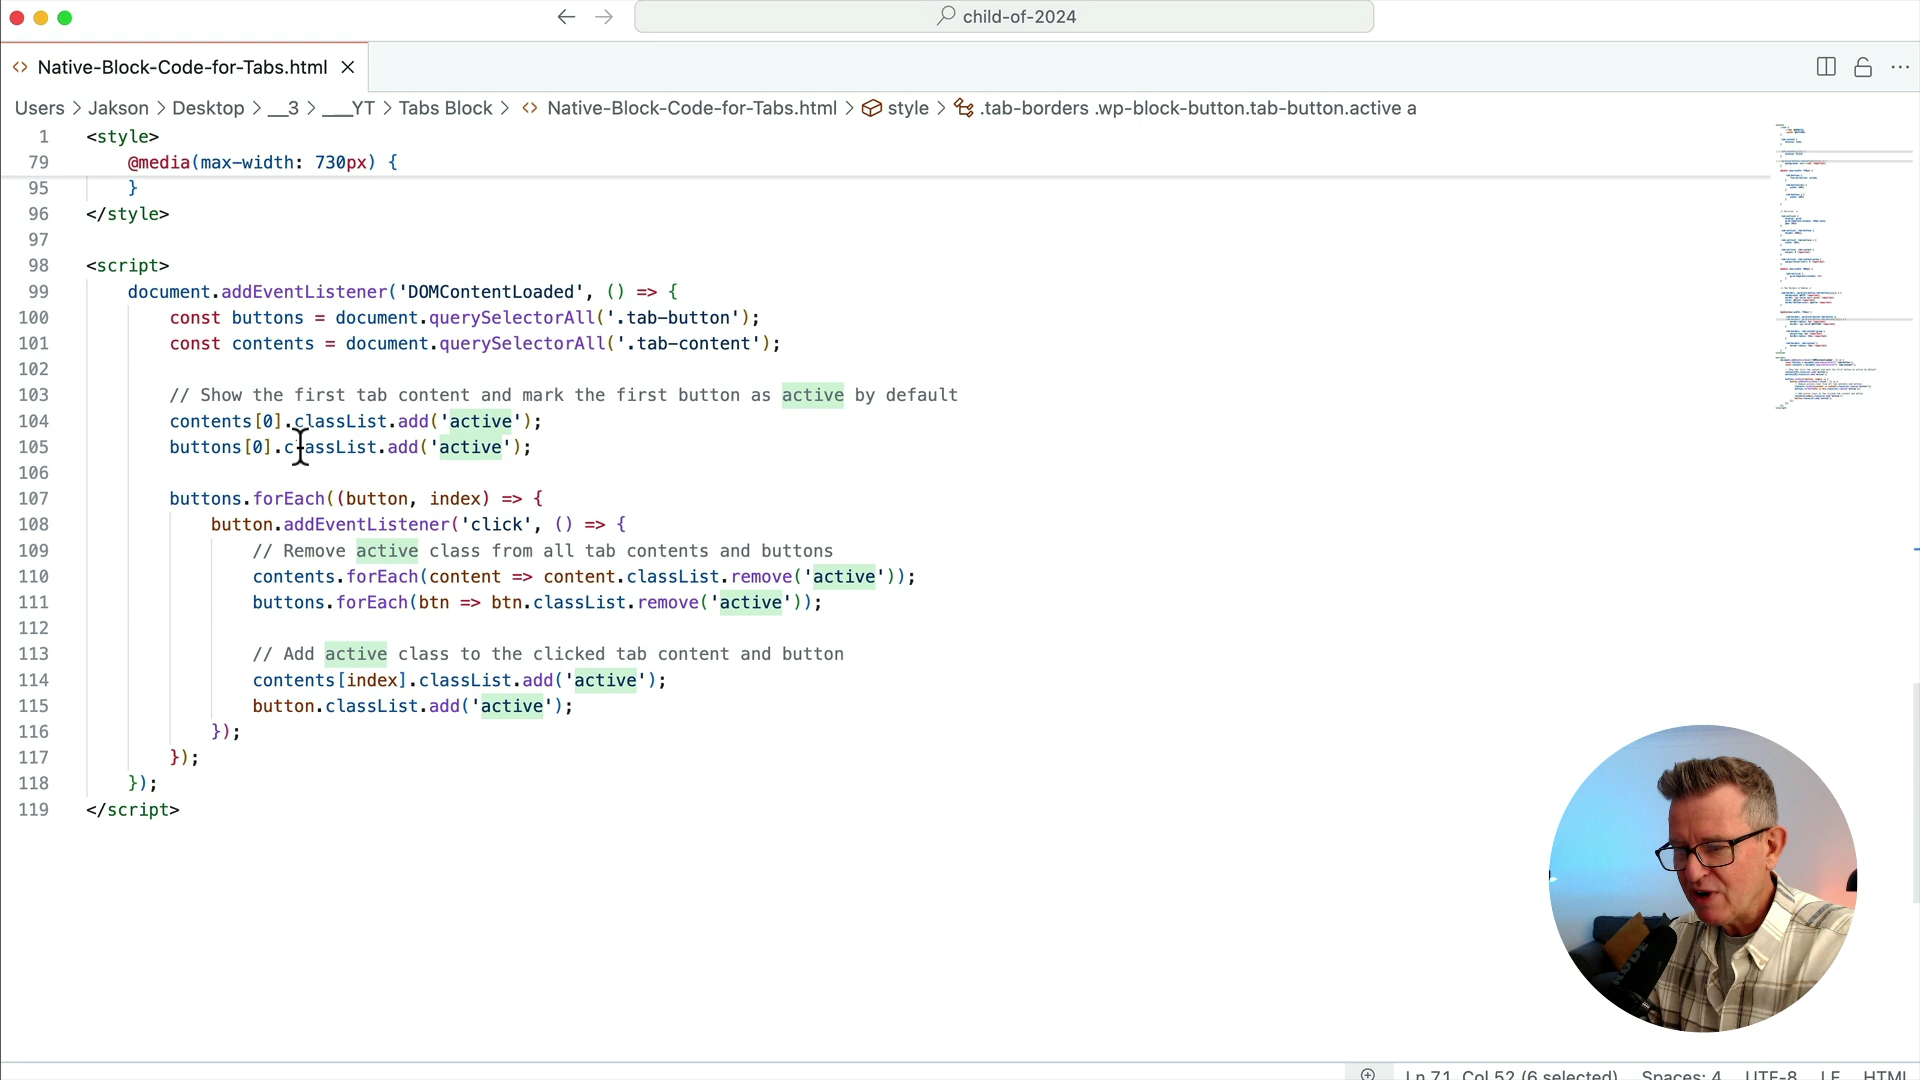 child-of-2024
Native-Block-Code-for-Tabs.html
Users > Jakson > Desktop > __3 > ___YT > Tabs Block > Native-Block-Code-for-Tabs.html > style > .tab-borders .wp-block-button.tab-button.active a
1 <style>
79 @media(max-width: 730px) {
95 }
96 </style>
97
98 <script>
99 document.addEventListener('DOMContentLoaded', () => {
100 const buttons = document.querySelectorAll('.tab-button');
101 const contents = document.querySelectorAll('.tab-content');
102
103 // Show the first tab content and mark the first button as active by default
104 contents[0].classList.add('active');
105 buttons[0].classList.add('active');
106
107 buttons.forEach((button, index) => {
108 button.addEventListener('click', () => {
109 // Remove active class from all tab contents and buttons
110 contents.forEach(content => content.classList.remove('active'));
111 buttons.forEach(btn => btn.classList.remove('active'));
112
113 // Add active class to the clicked tab content and button
114 contents[index].classList.add('active');
115 button.classList.add('active');
116 });
117 });
118 });
119 </script>
RODE
Ln 71, Col 52 (6 selected) Spaces: 4 UTF-8 LF HTML